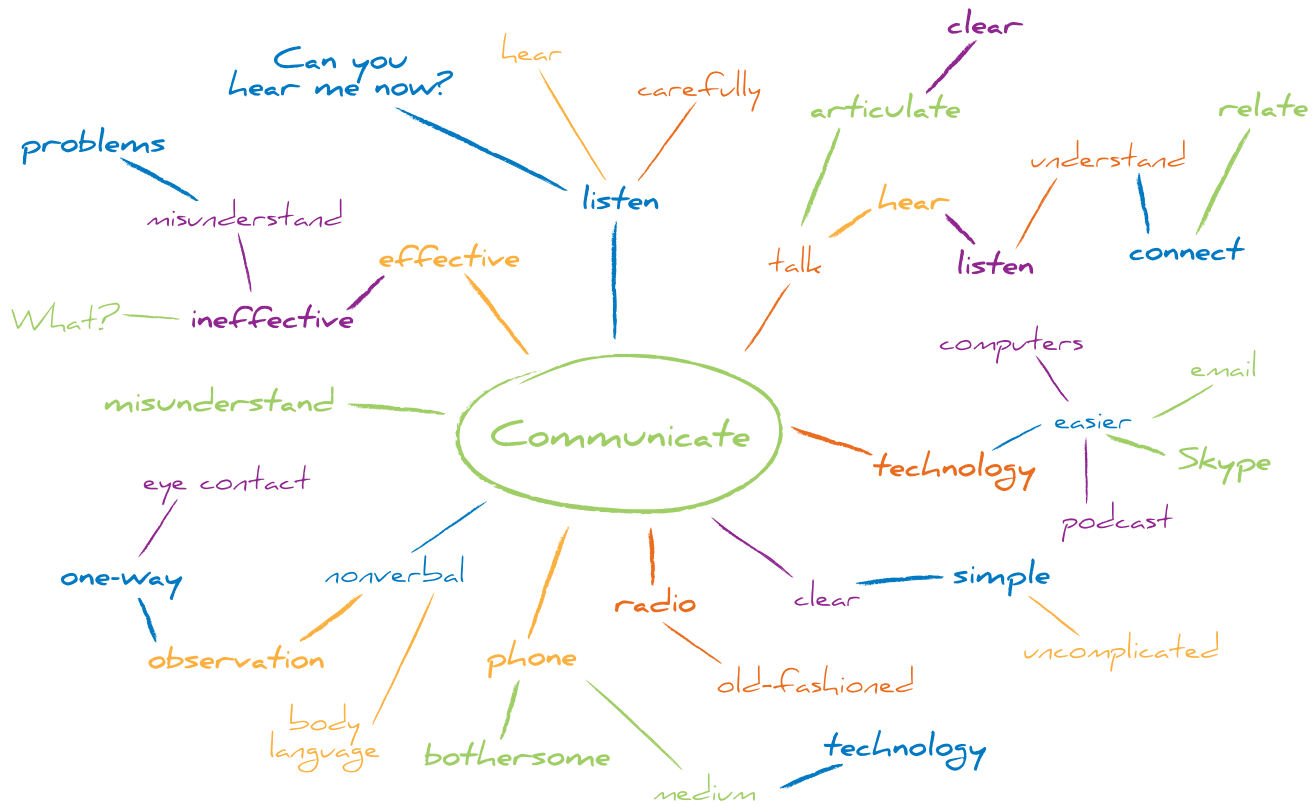 clear
Can you
hear me now?
hear
carefully
articulate
relate
problems
understand
listen
hear
misunderstand
connect
effective
talk
listen
What?
ineffective
computers
email
misunderstand
easier
Communicate
Skype
technology
eye contact
podcast
one-way
nonverbal
simple
clear
radio
observation
phone
uncomplicated
old-fashioned
body
language
bothersome
technology
medium